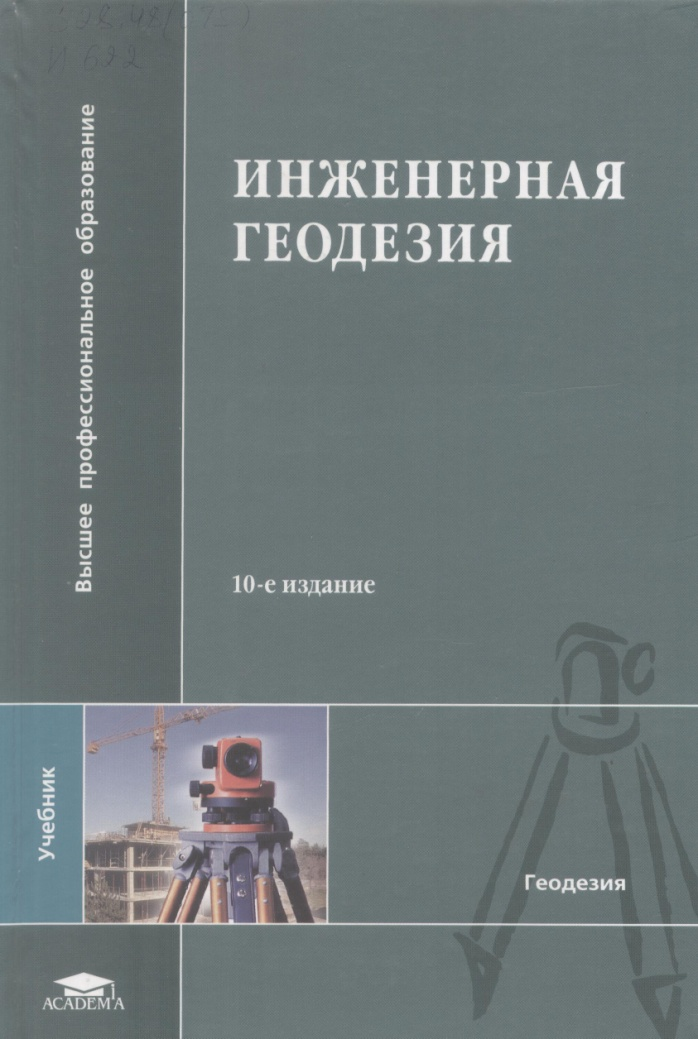 ИНЖЕНЕРНАЯ
ГЕОДЕЗИЯ
Высшее профессиональное образование
10-е издание
Учебник
Геодезия
ACADEMA